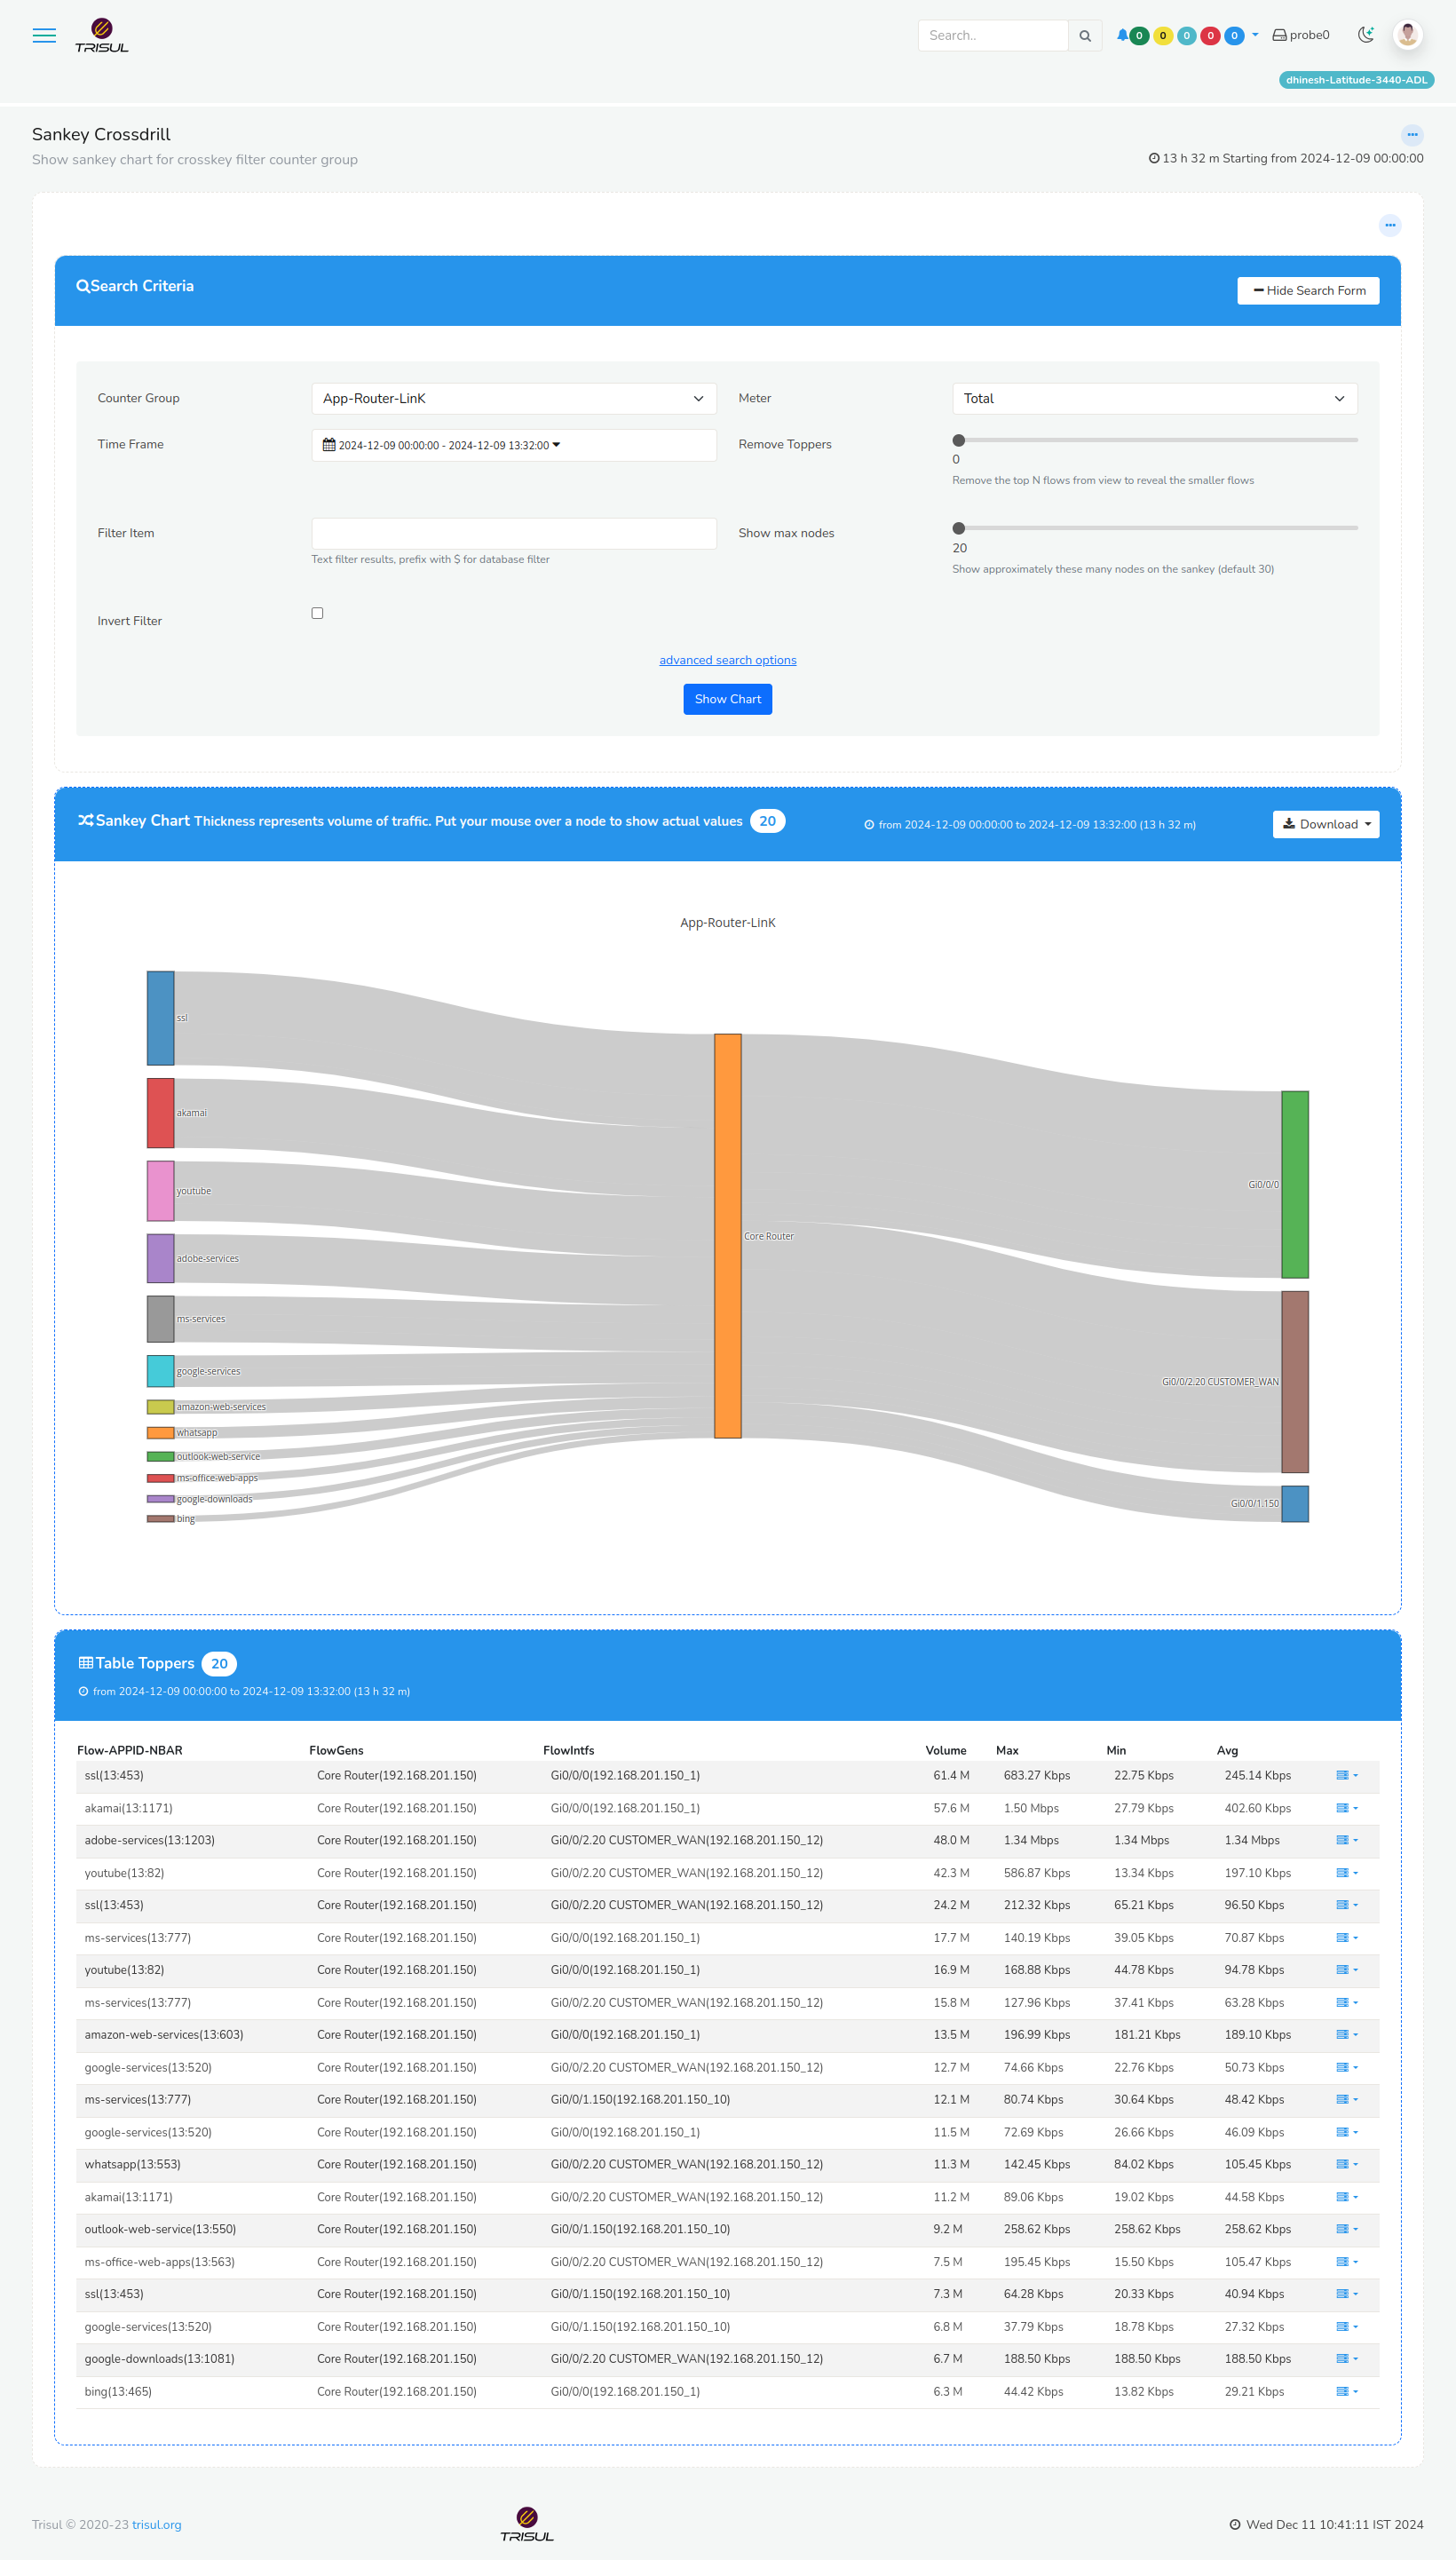 TRISUL
Search..
0 0 0 0 0
probe0
dhinesh-Latitude-3440-ADL
Sankey Crossdrill
Show sankey chart for crosskey filter counter group
13 h 32 m Starting from 2024-12-09 00:00:00
Search Criteria
Hide Search Form
Counter Group App-Router-LinK Meter Total
Time Frame 2024-12-09 00:00:00 - 2024-12-09 13:32:00 Remove Toppers
0
Remove the top N flows from view to reveal the smaller flows
Filter Item Show max nodes
Text filter results, prefix with $ for database filter
20
Show approximately these many nodes on the sankey (default 30)
Invert Filter
advanced search options
Show Chart
Sankey Chart Thickness represents volume of traffic. Put your mouse over a node to show actual values 20
from 2024-12-09 00:00:00 to 2024-12-09 13:32:00 (13 h 32 m)
Download
App-Router-LinK
ssl
akamai
youtube
adobe-services
ms-services
google-services
amazon-web-services
whatsapp
outlook-web-service
ms-office-web-apps
google-downloads
bing
Core Router
Gi0/0/0
Gi0/0/2.20 CUSTOMER_WAN
Gi0/0/1.150
Table Toppers 20
from 2024-12-09 00:00:00 to 2024-12-09 13:32:00 (13 h 32 m)
Flow-APPID-NBAR FlowGens FlowIntfs Volume Max Min Avg
ssl(13:453) Core Router(192.168.201.150) Gi0/0/0(192.168.201.150_1) 61.4 M 683.27 Kbps 22.75 Kbps 245.14 Kbps
akamai(13:1171) Core Router(192.168.201.150) Gi0/0/0(192.168.201.150_1) 57.6 M 1.50 Mbps 27.79 Kbps 402.60 Kbps
adobe-services(13:1203) Core Router(192.168.201.150) Gi0/0/2.20 CUSTOMER_WAN(192.168.201.150_12) 48.0 M 1.34 Mbps 1.34 Mbps 1.34 Mbps
youtube(13:82) Core Router(192.168.201.150) Gi0/0/2.20 CUSTOMER_WAN(192.168.201.150_12) 42.3 M 586.87 Kbps 13.34 Kbps 197.10 Kbps
ssl(13:453) Core Router(192.168.201.150) Gi0/0/2.20 CUSTOMER_WAN(192.168.201.150_12) 24.2 M 212.32 Kbps 65.21 Kbps 96.50 Kbps
ms-services(13:777) Core Router(192.168.201.150) Gi0/0/0(192.168.201.150_1) 17.7 M 140.19 Kbps 39.05 Kbps 70.87 Kbps
youtube(13:82) Core Router(192.168.201.150) Gi0/0/0(192.168.201.150_1) 16.9 M 168.88 Kbps 44.78 Kbps 94.78 Kbps
ms-services(13:777) Core Router(192.168.201.150) Gi0/0/2.20 CUSTOMER_WAN(192.168.201.150_12) 15.8 M 127.96 Kbps 37.41 Kbps 63.28 Kbps
amazon-web-services(13:603) Core Router(192.168.201.150) Gi0/0/0(192.168.201.150_1) 13.5 M 196.99 Kbps 181.21 Kbps 189.10 Kbps
google-services(13:520) Core Router(192.168.201.150) Gi0/0/2.20 CUSTOMER_WAN(192.168.201.150_12) 12.7 M 74.66 Kbps 22.76 Kbps 50.73 Kbps
ms-services(13:777) Core Router(192.168.201.150) Gi0/0/1.150(192.168.201.150_10) 12.1 M 80.74 Kbps 30.64 Kbps 48.42 Kbps
google-services(13:520) Core Router(192.168.201.150) Gi0/0/0(192.168.201.150_1) 11.5 M 72.69 Kbps 26.66 Kbps 46.09 Kbps
whatsapp(13:553) Core Router(192.168.201.150) Gi0/0/2.20 CUSTOMER_WAN(192.168.201.150_12) 11.3 M 142.45 Kbps 84.02 Kbps 105.45 Kbps
akamai(13:1171) Core Router(192.168.201.150) Gi0/0/2.20 CUSTOMER_WAN(192.168.201.150_12) 11.2 M 89.06 Kbps 19.02 Kbps 44.58 Kbps
outlook-web-service(13:550) Core Router(192.168.201.150) Gi0/0/1.150(192.168.201.150_10) 9.2 M 258.62 Kbps 258.62 Kbps 258.62 Kbps
ms-office-web-apps(13:563) Core Router(192.168.201.150) Gi0/0/2.20 CUSTOMER_WAN(192.168.201.150_12) 7.5 M 195.45 Kbps 15.50 Kbps 105.47 Kbps
ssl(13:453) Core Router(192.168.201.150) Gi0/0/1.150(192.168.201.150_10) 7.3 M 64.28 Kbps 20.33 Kbps 40.94 Kbps
google-services(13:520) Core Router(192.168.201.150) Gi0/0/1.150(192.168.201.150_10) 6.8 M 37.79 Kbps 18.78 Kbps 27.32 Kbps
google-downloads(13:1081) Core Router(192.168.201.150) Gi0/0/2.20 CUSTOMER_WAN(192.168.201.150_12) 6.7 M 188.50 Kbps 188.50 Kbps 188.50 Kbps
bing(13:465) Core Router(192.168.201.150) Gi0/0/0(192.168.201.150_1) 6.3 M 44.42 Kbps 13.82 Kbps 29.21 Kbps
Trisul © 2020-23 trisul.org
TRISUL
Wed Dec 11 10:41:11 IST 2024